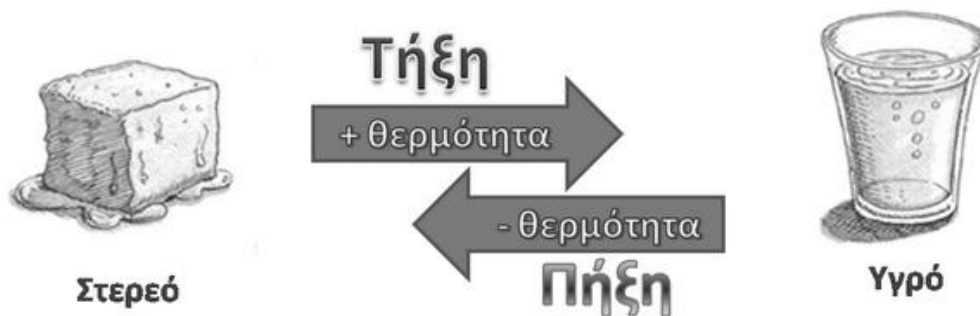 Τήξη
+ θερμότητα
- θερμότητα
Πήξη
Στερεό
Υγρό